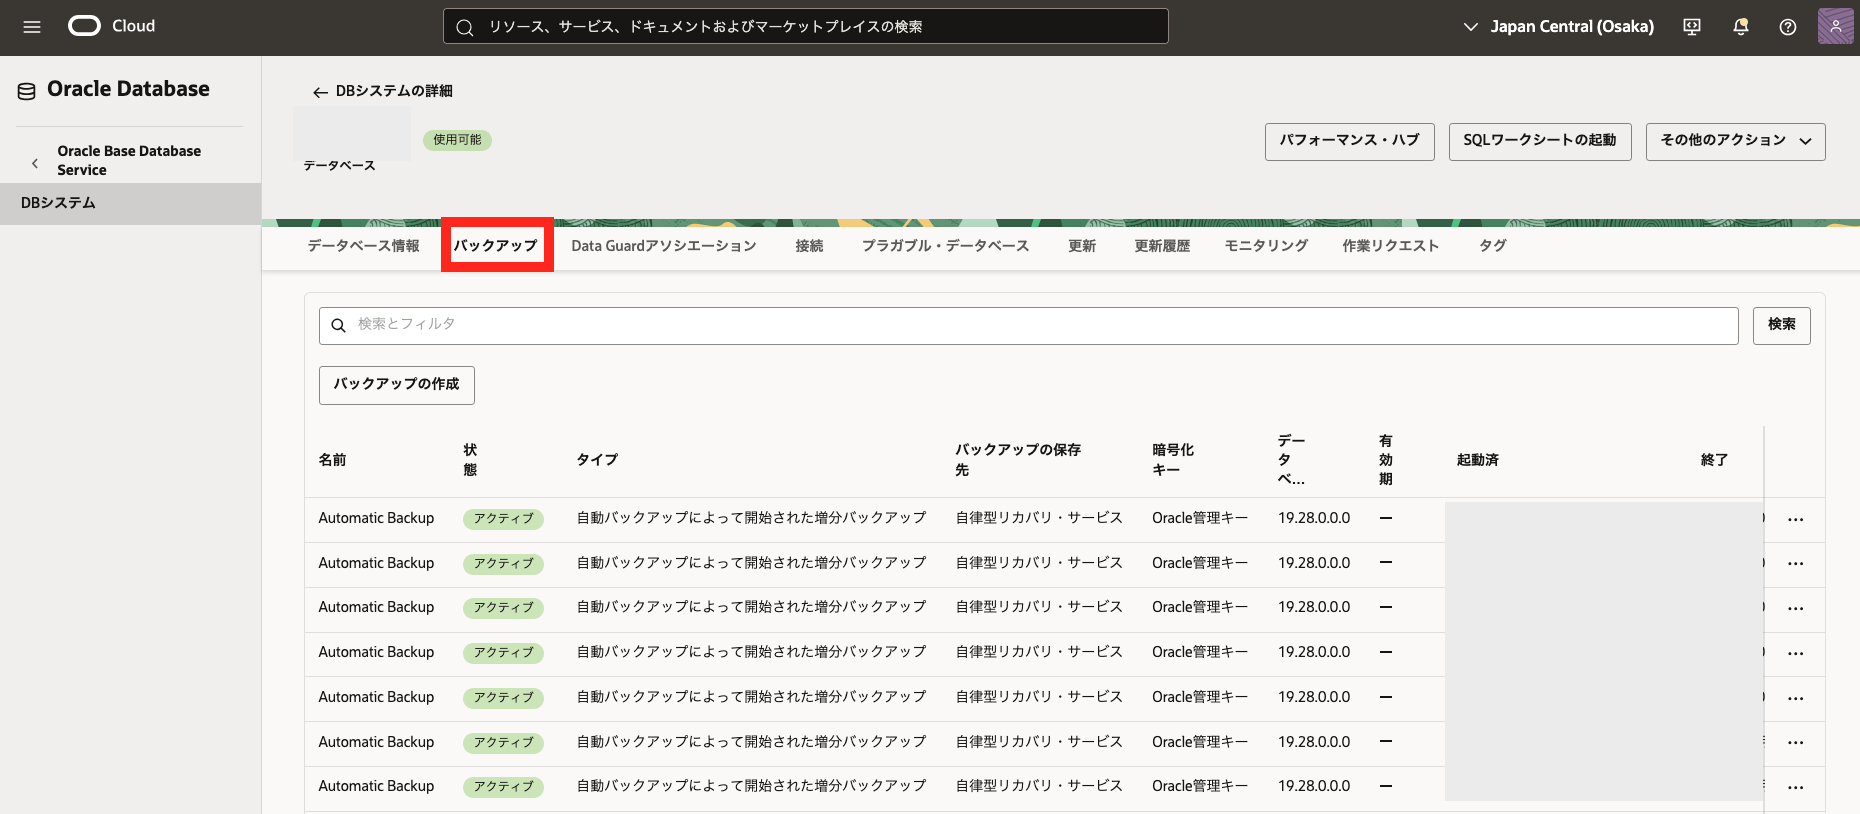 Cloud
リソース、サービス、ドキュメントおよびマーケットプレイスの検索
Japan Central (Osaka)
Oracle Database
Oracle Base Database
Service
DBシステム
DBシステムの詳細
使用可能
データベース
パフォーマンス・ハブ
SQLワークシートの起動
その他のアクション
データベース情報
バックアップ
Data Guardアソシエーション
接続
プラガブル・データベース
更新
更新履歴
モニタリング
作業リクエスト
タグ
検索とフィルタ
検索
バックアップの作成
名前
状
態
タイプ
バックアップの保存
先
暗号化
キー
デー
タ
ベ...
有
効
期
起動済
終了
Automatic Backup アクティブ 自動バックアップによって開始された増分バックアップ 自律型リカバリ・サービス Oracle管理キー 19.28.0.0.0 — ...
Automatic Backup アクティブ 自動バックアップによって開始された増分バックアップ 自律型リカバリ・サービス Oracle管理キー 19.28.0.0.0 — ...
Automatic Backup アクティブ 自動バックアップによって開始された増分バックアップ 自律型リカバリ・サービス Oracle管理キー 19.28.0.0.0 — ...
Automatic Backup アクティブ 自動バックアップによって開始された増分バックアップ 自律型リカバリ・サービス Oracle管理キー 19.28.0.0.0 — ...
Automatic Backup アクティブ 自動バックアップによって開始された増分バックアップ 自律型リカバリ・サービス Oracle管理キー 19.28.0.0.0 — ...
Automatic Backup アクティブ 自動バックアップによって開始された増分バックアップ 自律型リカバリ・サービス Oracle管理キー 19.28.0.0.0 — ...
Automatic Backup アクティブ 自動バックアップによって開始された増分バックアップ 自律型リカバリ・サービス Oracle管理キー 19.28.0.0.0 — ...